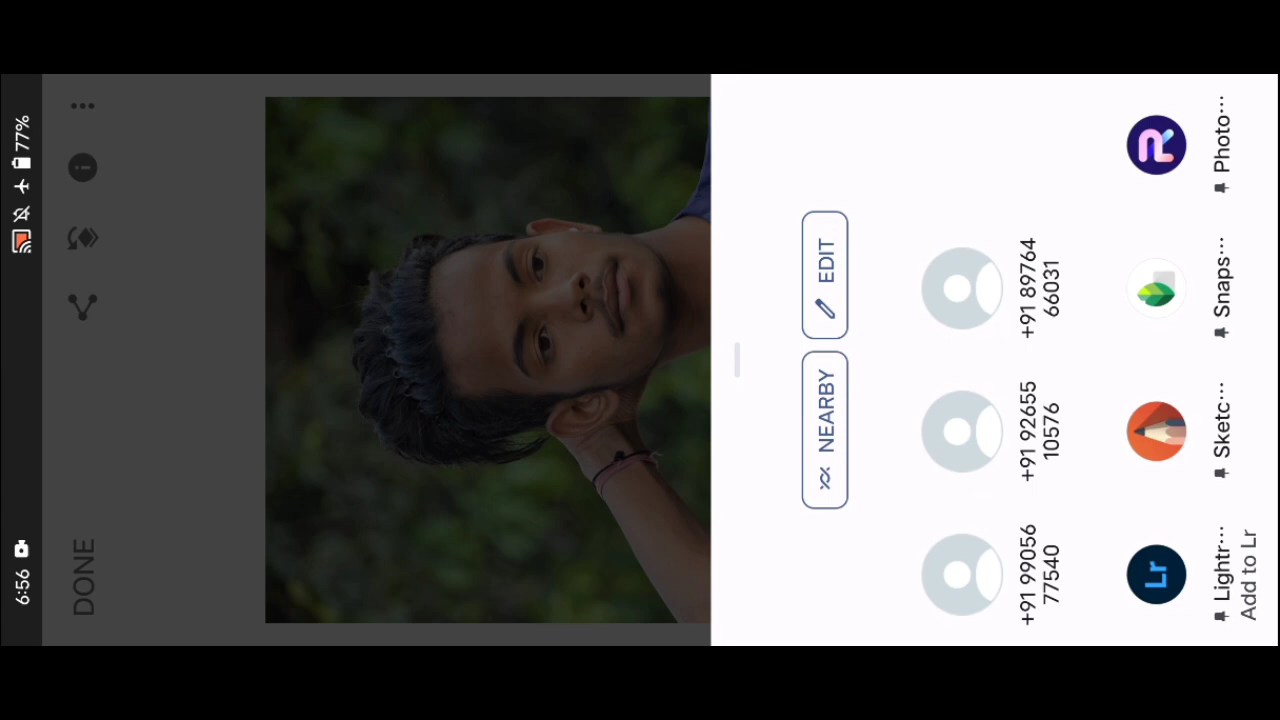 6:56
77%
DONE
NEARBY
EDIT
+91 99056
77540
+91 92655
10576
+91 89764
66031
Lr
Lightr···
Add to Lr
Sketc···
Snaps···
Photo···